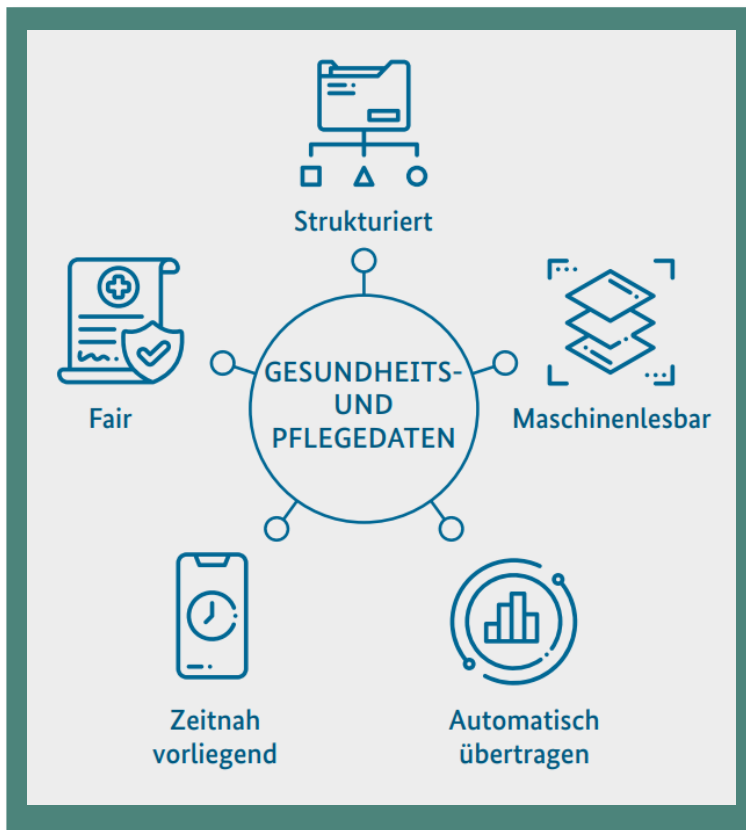 Strukturiert
GESUNDHEITS-
UND
PFLEGEDATEN
Fair
Maschinenlesbar
Zeitnah
vorliegend
Automatisch
übertragen